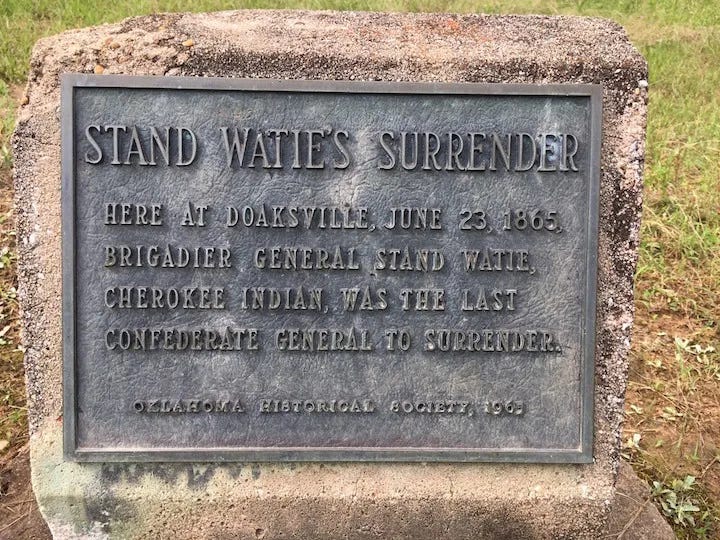 STAND WATIE'S SURRENDER
HERE AT DOAKSVILLE, JUNE 23, 1865,
BRIGADIER GENERAL STAND WATIE,
CHEROKEE INDIAN, WAS THE LAST
CONFEDERATE GENERAL TO SURRENDER.
OKLAHOMA HISTORICAL SOCIETY, 1965